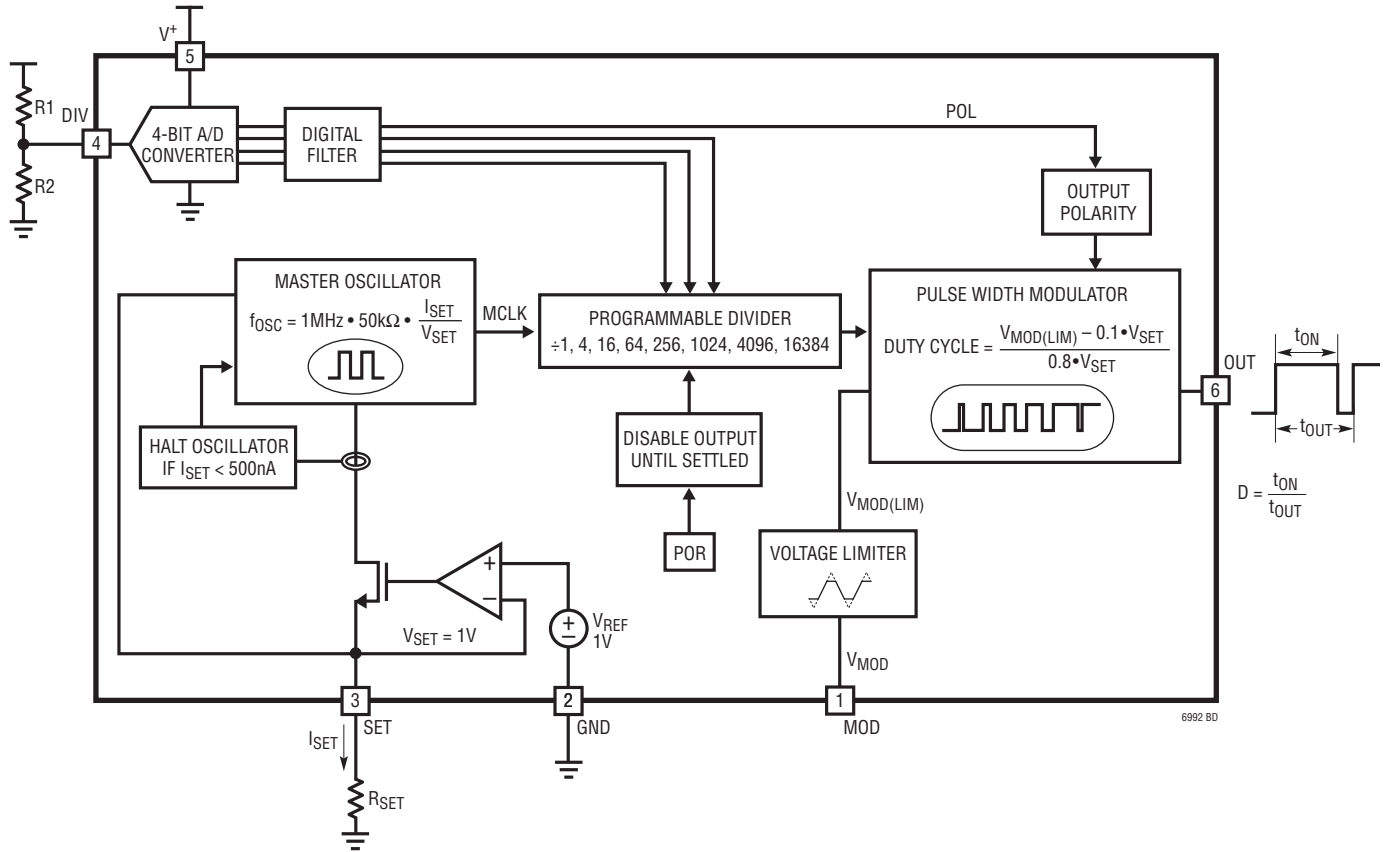 V+
5
R1
DIV
4
R2
4-BIT A/D
CONVERTER
DIGITAL
FILTER
POL
OUTPUT
POLARITY
MASTER OSCILLATOR
fOSC = 1MHz • 50kΩ • ISET / VSET
MCLK
PROGRAMMABLE DIVIDER
÷1, 4, 16, 64, 256, 1024, 4096, 16384
PULSE WIDTH MODULATOR
DUTY CYCLE = VMOD(LIM) – 0.1•VSET / 0.8•VSET
OUT
6
tON
tOUT
D = tON / tOUT
HALT OSCILLATOR
IF ISET < 500nA
DISABLE OUTPUT
UNTIL SETTLED
POR
VMOD(LIM)
VOLTAGE LIMITER
VMOD
+
–
VSET = 1V
+
–
VREF
1V
3
SET
2
GND
1
MOD
6992 BD
ISET
RSET